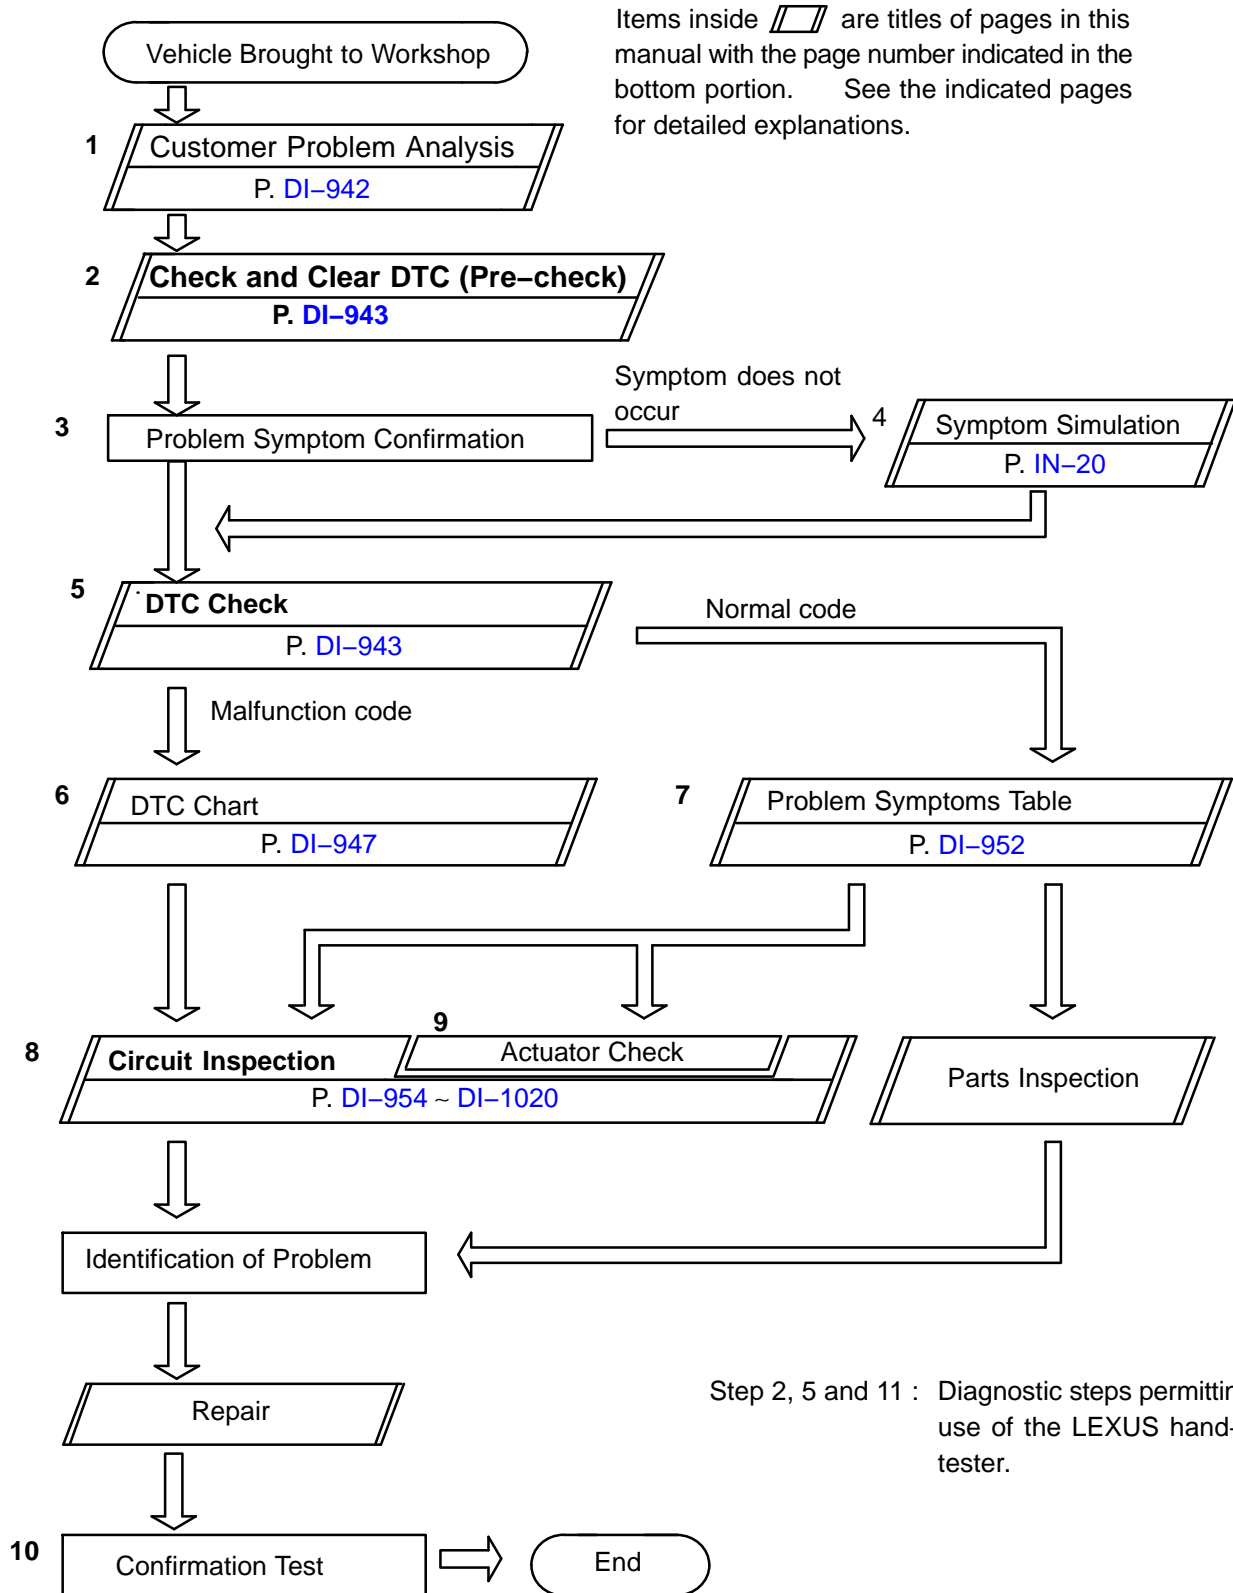 Items inside are titles of pages in this
manual with the page number indicated in the
bottom portion. See the indicated pages
for detailed explanations.
Vehicle Brought to Workshop
1
Customer Problem Analysis
P. DI–942
2
Check and Clear DTC (Pre–check)
P. DI–943
3
Problem Symptom Confirmation
Symptom does not
occur
4
Symptom Simulation
P. IN–20
5
DTC Check
P. DI–943
Normal code
Malfunction code
6
DTC Chart
P. DI–947
7
Problem Symptoms Table
P. DI–952
8
Circuit Inspection
9
Actuator Check
P. DI–954 ~ DI–1020
Parts Inspection
Identification of Problem
Repair
Step 2, 5 and 11 : Diagnostic steps permittin
use of the LEXUS hand–
tester.
10
Confirmation Test
End